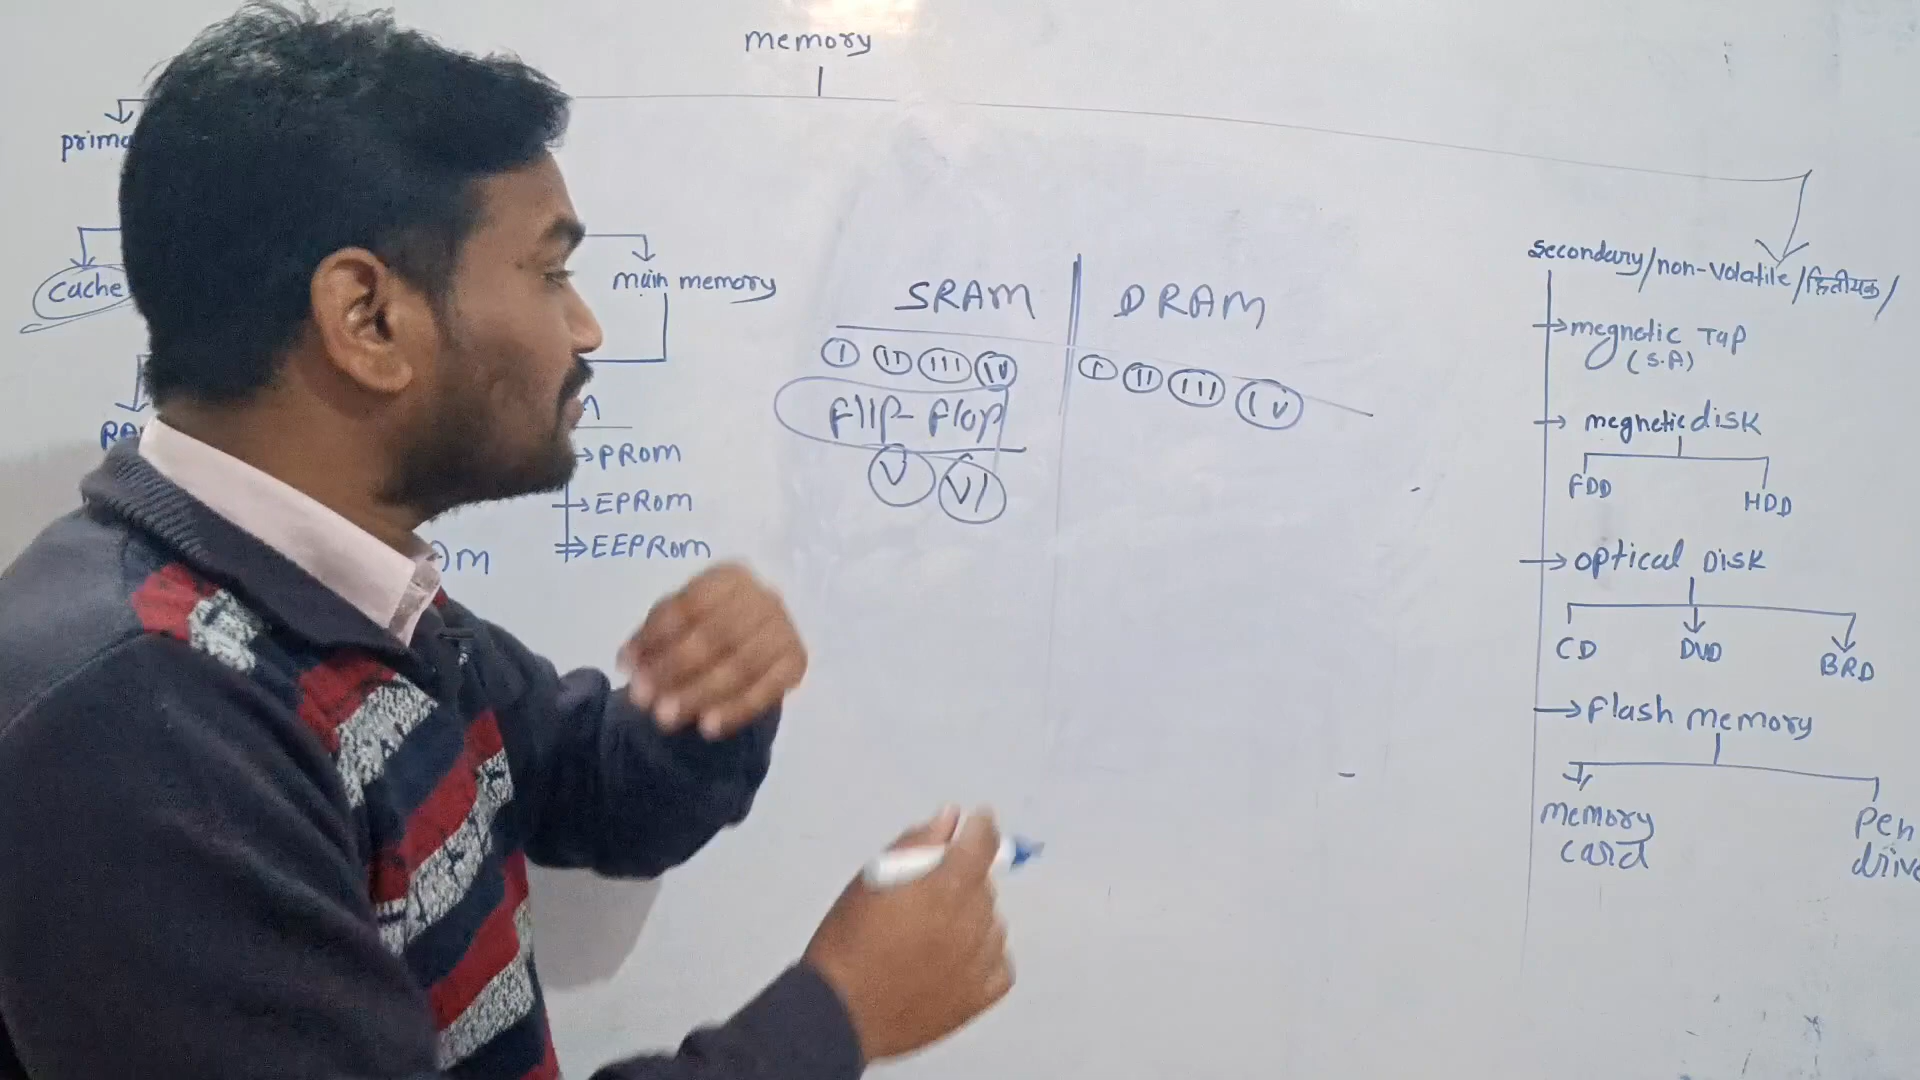 memory
Cache
main memory
PROM
EPROM
EEPROM
SRAM
DRAM
I II III IV
I II III IV
flip-flop
V VI
Secondary/non-volatile/द्वितीयक/
megnetic Tap
(S.A)
megnetic disk
FDD
HDD
optical Disk
CD
DVD
BRD
Flash memory
memory
card
Pen
drive